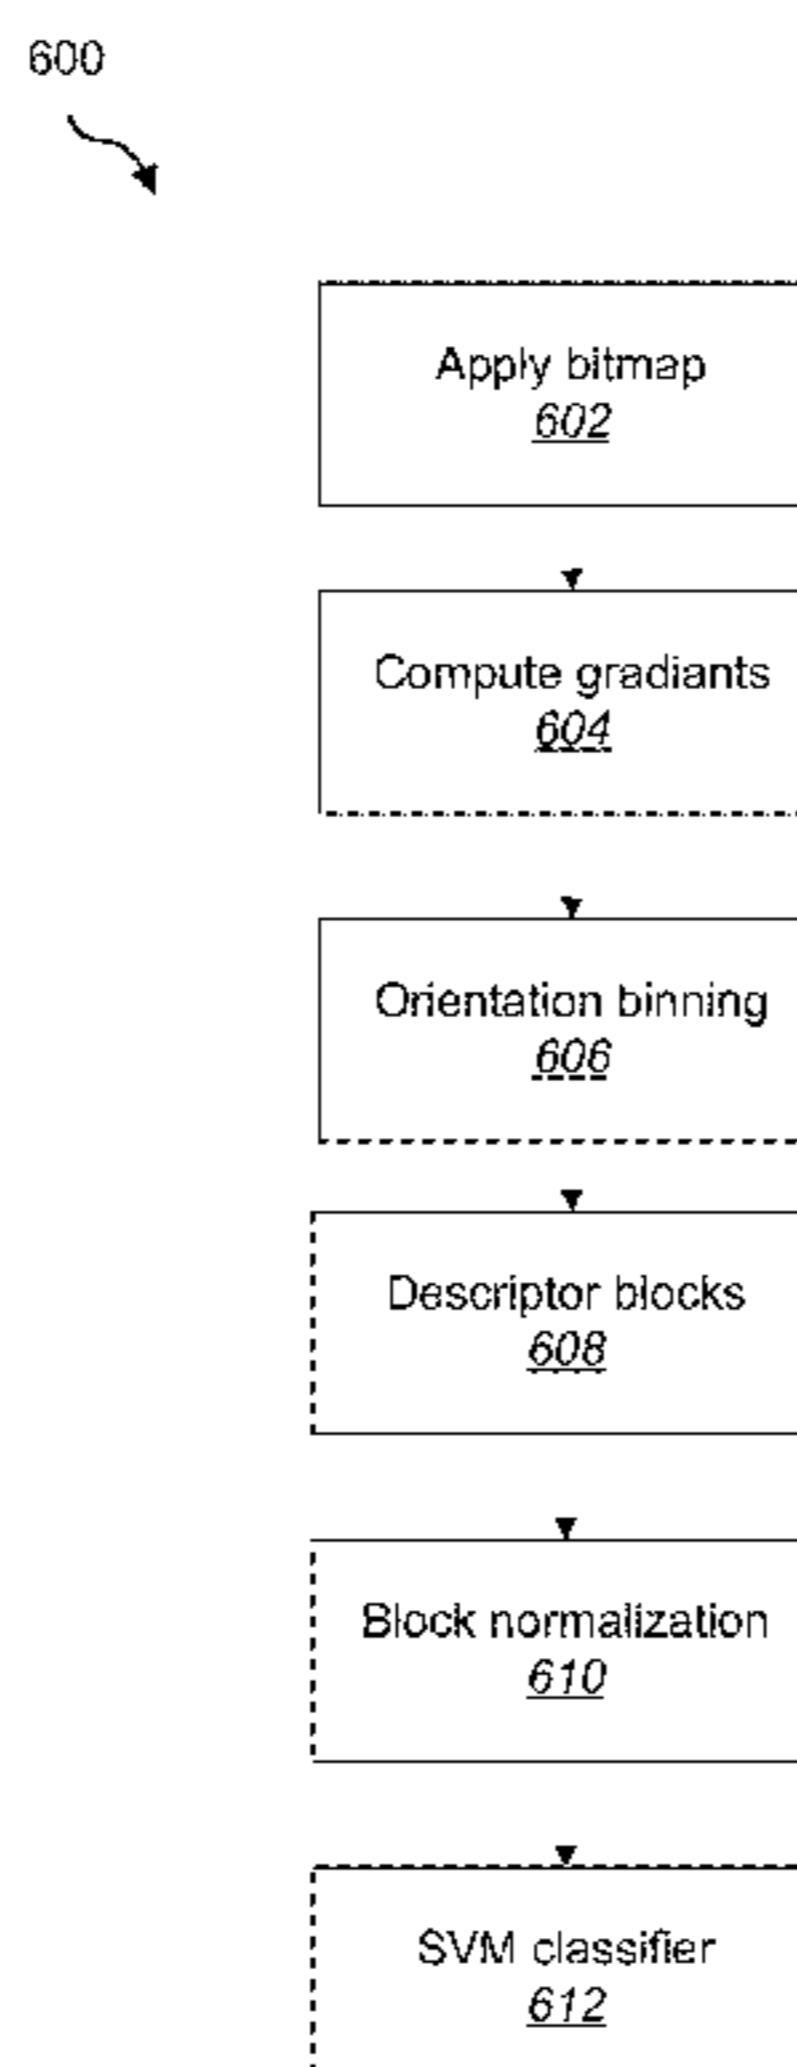 600
Apply bitmap
602
Compute gradiants
604
Orientation binning
606
Descriptor blocks
608
Block normalization
610
SVM classifier
612